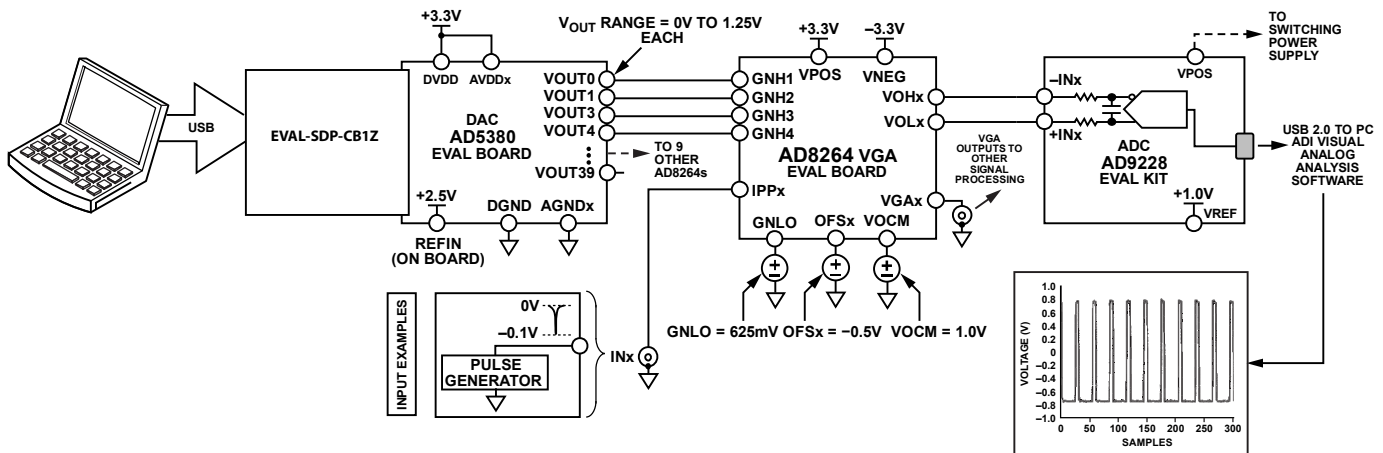 USB
EVAL-SDP-CB1Z
+3.3V
DVDD
AVDDx
DAC
AD5380
EVAL BOARD
VOUT0
VOUT1
VOUT3
VOUT4
VOUT39
+2.5V
REFIN
(ON BOARD)
DGND
AGNDx
VOUT RANGE = 0V TO 1.25V
EACH
TO 9
OTHER
AD8264s
+3.3V
VPOS
–3.3V
VNEG
GNH1
GNH2
GNH3
GNH4
IPPx
AD8264 VGA
EVAL BOARD
VOHx
VOLx
VGAx
GNLO
OFSx
VOCM
GNLO = 625mV
OFSx = –0.5V
VOCM = 1.0V
VGA
OUTPUTS TO
OTHER
SIGNAL
PROCESSING
–INx
+INx
VPOS
TO
SWITCHING
POWER
SUPPLY
ADC
AD9228
EVAL KIT
+1.0V
VREF
USB 2.0 TO PC
ADI VISUAL
ANALOG
ANALYSIS
SOFTWARE
INPUT EXAMPLES
0V
–0.1V
PULSE
GENERATOR
INx
VOLTAGE (V)
1.0
0.8
0.6
0.4
0.2
0
–0.2
–0.4
–0.6
–0.8
–1.0
0
50
100
150
200
250
300
SAMPLES